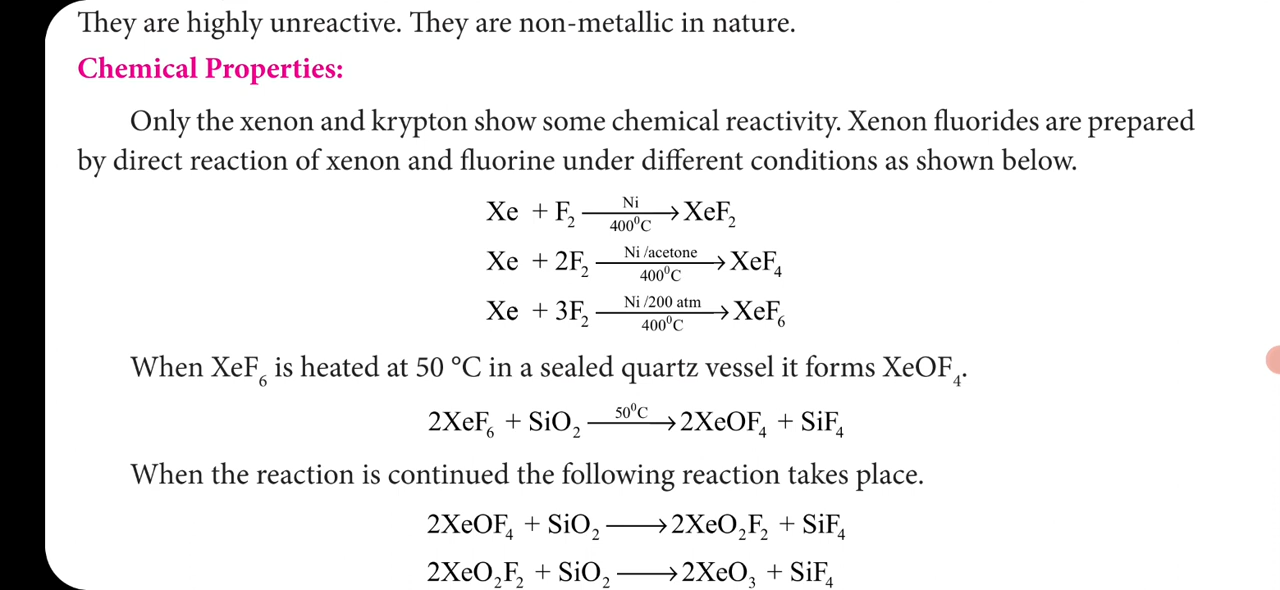 They are highly unreactive. They are non-metallic in nature.
Chemical Properties:
Only the xenon and krypton show some chemical reactivity. Xenon fluorides are prepared
by direct reaction of xenon and fluorine under different conditions as shown below.
Xe + F₂ —Ni/400⁰C→ XeF₂
Xe + 2F₂ —Ni /acetone/400⁰C→ XeF₄
Xe + 3F₂ —Ni /200 atm/400⁰C→ XeF₆
When XeF₆ is heated at 50 °C in a sealed quartz vessel it forms XeOF₄.
2XeF₆ + SiO₂ —50⁰C→ 2XeOF₄ + SiF₄
When the reaction is continued the following reaction takes place.
2XeOF₄ + SiO₂ ⟶ 2XeO₂F₂ + SiF₄
2XeO₂F₂ + SiO₂ ⟶ 2XeO₃ + SiF₄